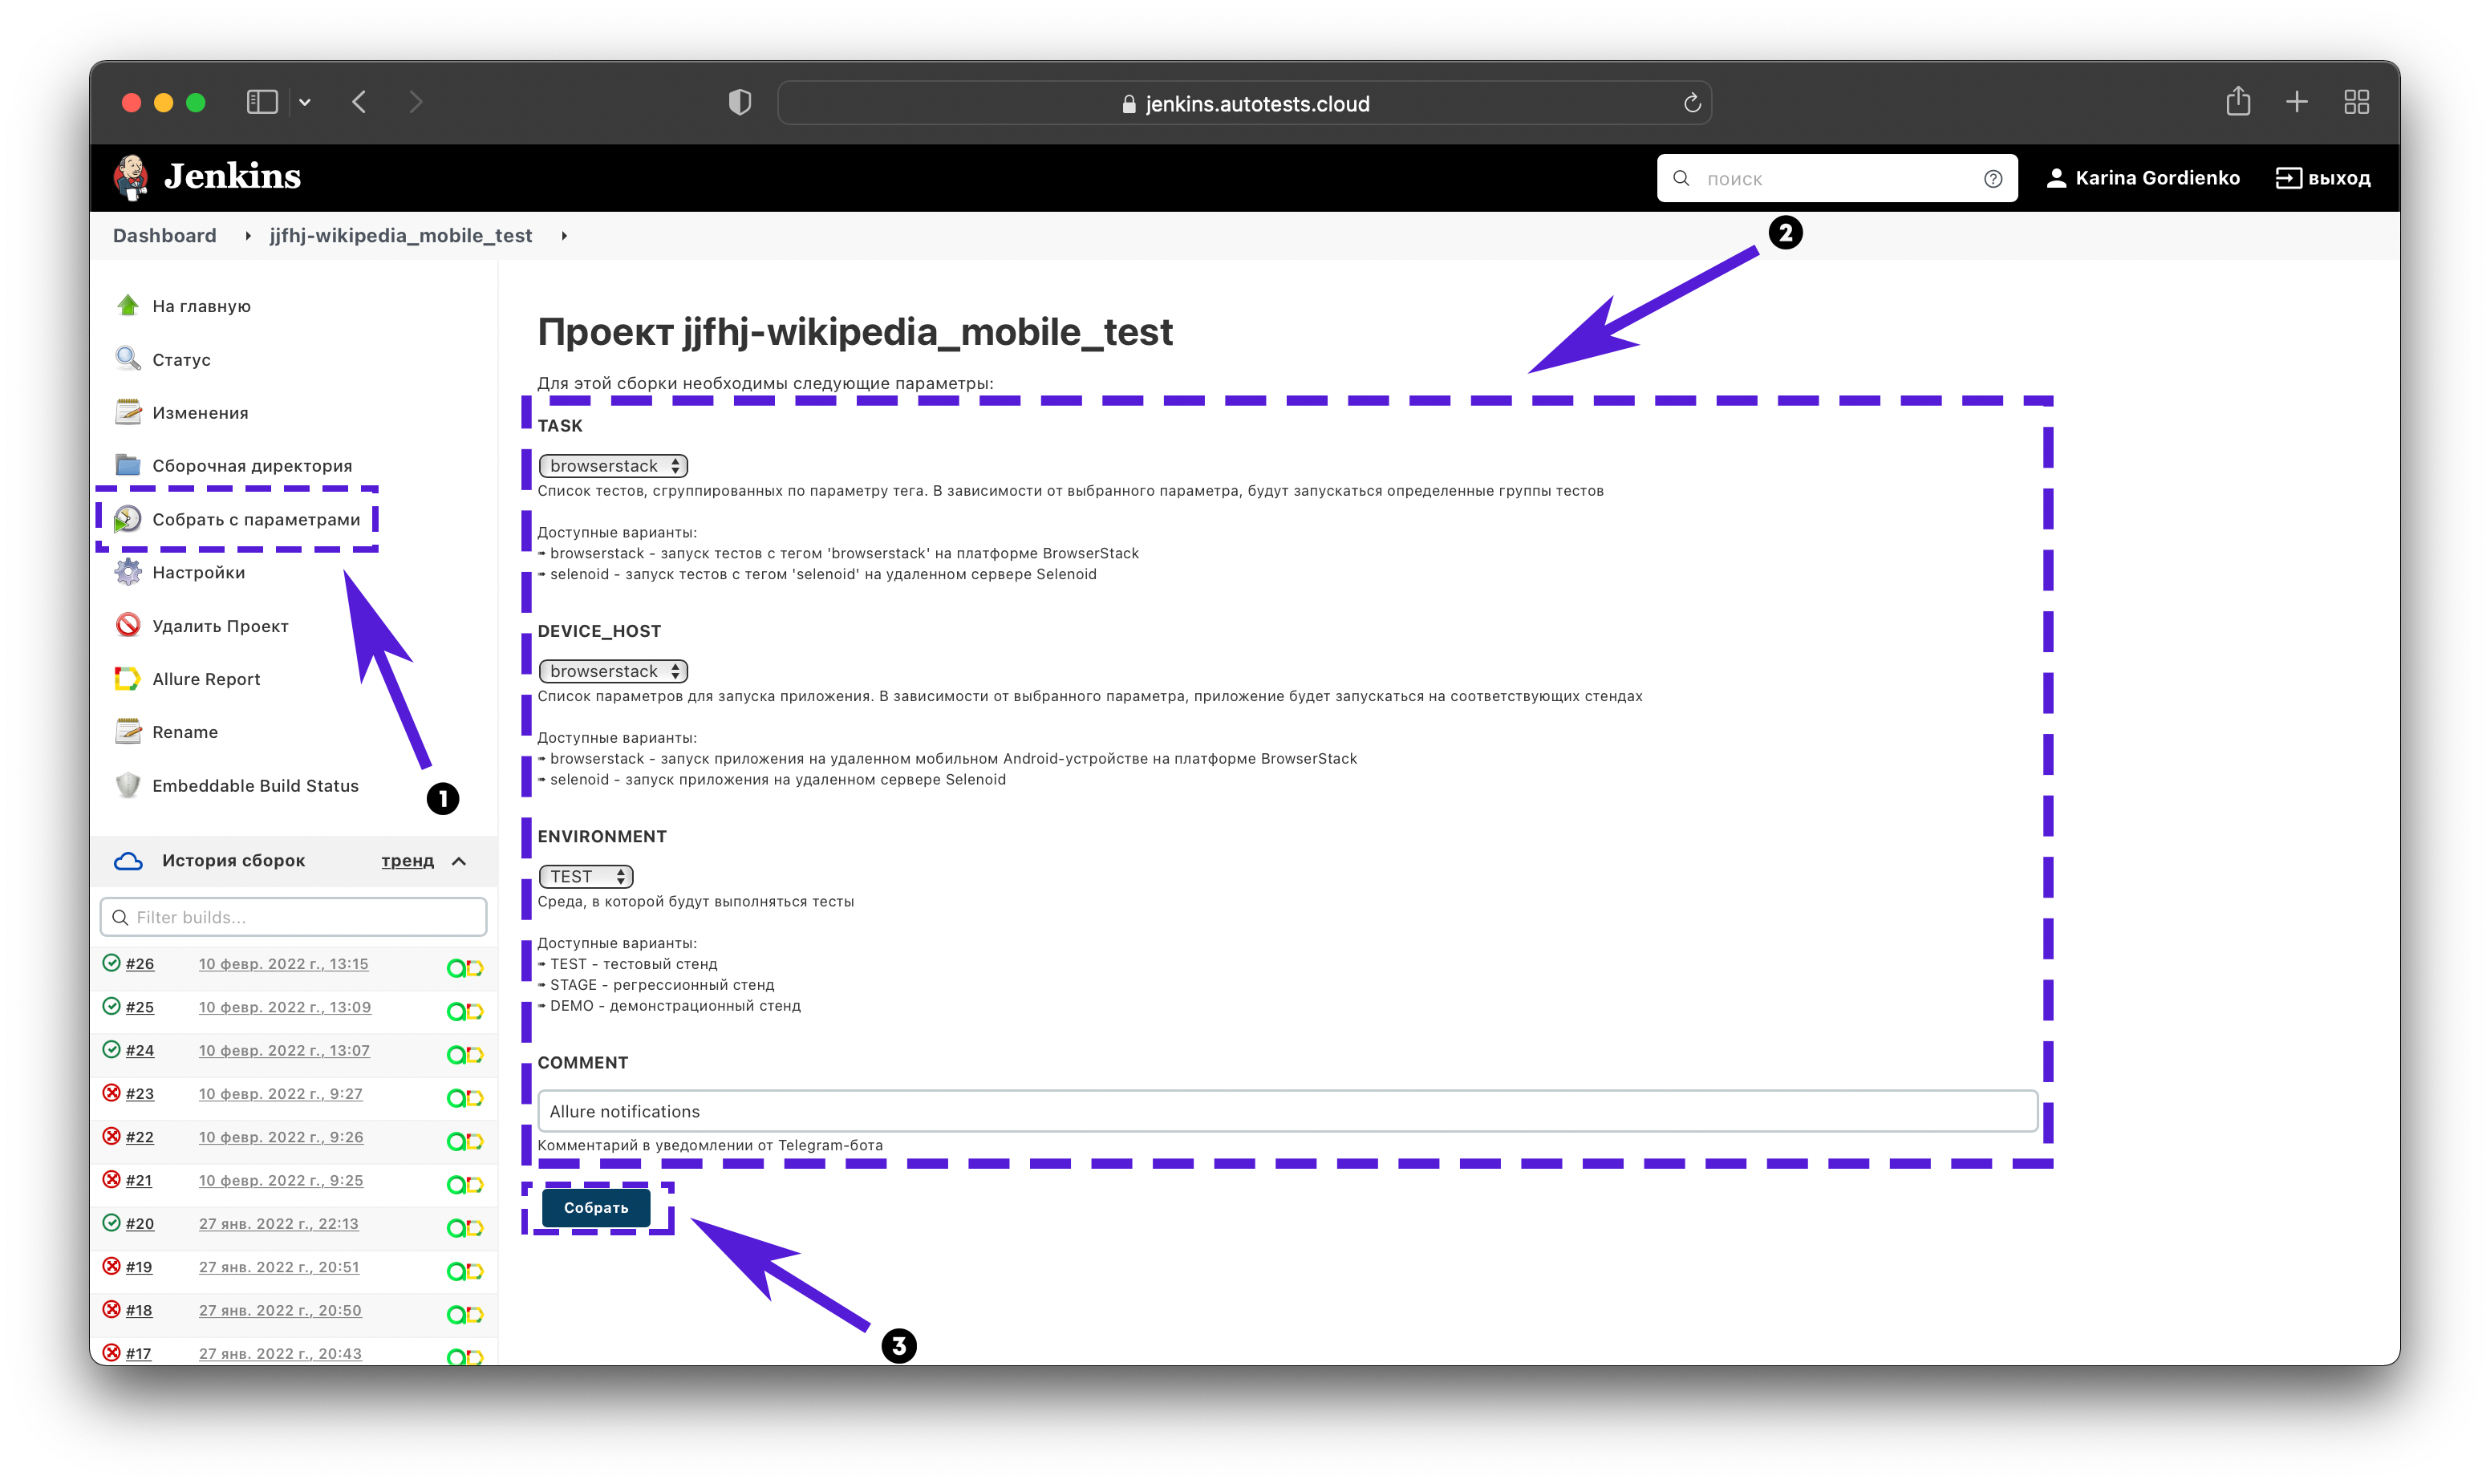 jenkins.autotests.cloud
Jenkins
поиск
Karina Gordienko
выход
Dashboard
jjfhj-wikipedia_mobile_test
2
На главную
Статус
Изменения
Сборочная директория
Собрать с параметрами
Настройки
Удалить Проект
Allure Report
Rename
Embeddable Build Status
1
История сборок
тренд
Filter builds...
#26 10 февр. 2022 г., 13:15
#25 10 февр. 2022 г., 13:09
#24 10 февр. 2022 г., 13:07
#23 10 февр. 2022 г., 9:27
#22 10 февр. 2022 г., 9:26
#21 10 февр. 2022 г., 9:25
#20 27 янв. 2022 г., 22:13
#19 27 янв. 2022 г., 20:51
#18 27 янв. 2022 г., 20:50
#17 27 янв. 2022 г., 20:43
Проект jjfhj-wikipedia_mobile_test
Для этой сборки необходимы следующие параметры:
TASK
browserstack
Список тестов, сгруппированных по параметру тега. В зависимости от выбранного параметра, будут запускаться определенные группы тестов
Доступные варианты:
➠ browserstack - запуск тестов с тегом 'browserstack' на платформе BrowserStack
➠ selenoid - запуск тестов с тегом 'selenoid' на удаленном сервере Selenoid
DEVICE_HOST
browserstack
Список параметров для запуска приложения. В зависимости от выбранного параметра, приложение будет запускаться на соответствующих стендах
Доступные варианты:
➠ browserstack - запуск приложения на удаленном мобильном Android-устройстве на платформе BrowserStack
➠ selenoid - запуск приложения на удаленном сервере Selenoid
ENVIRONMENT
TEST
Среда, в которой будут выполняться тесты
Доступные варианты:
➠ TEST - тестовый стенд
➠ STAGE - регрессионный стенд
➠ DEMO - демонстрационный стенд
COMMENT
Allure notifications
Комментарий в уведомлении от Telegram-бота
Собрать
3